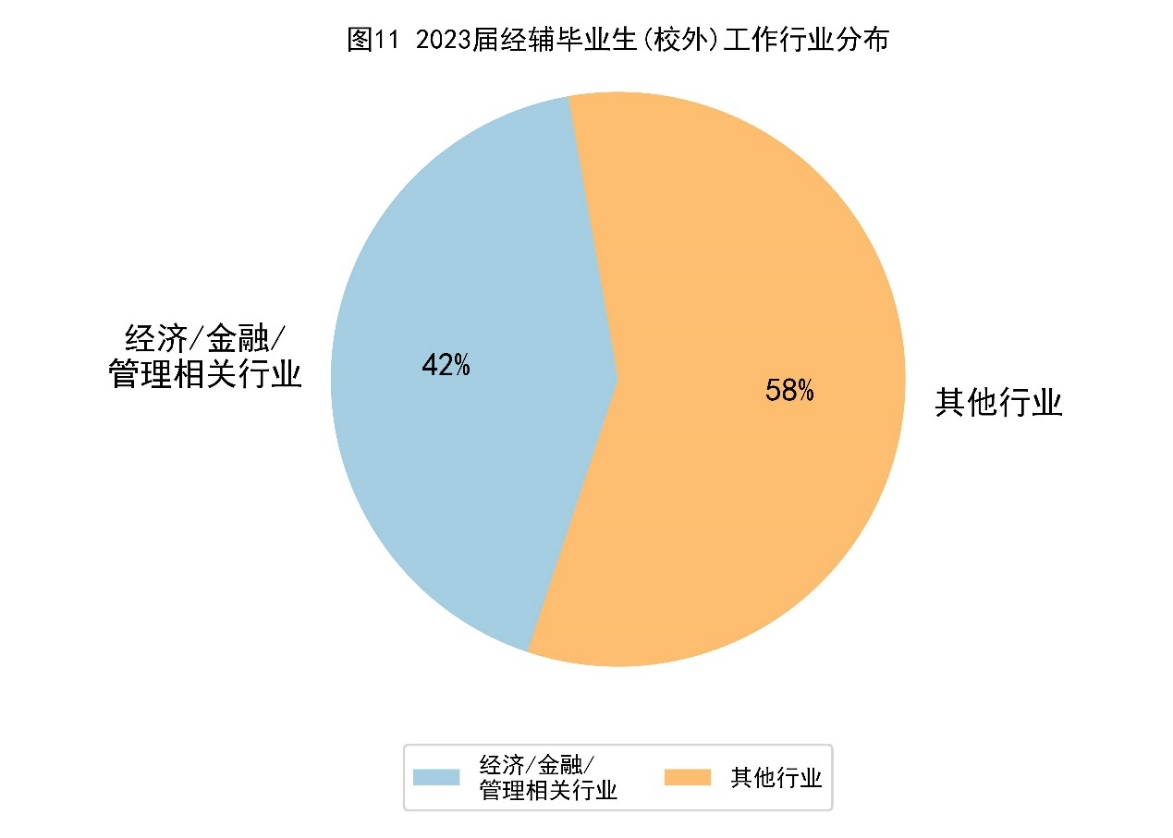 图11 2023届经辅毕业生(校外)工作行业分布
经济/金融/
管理相关行业
42%
58%
其他行业
经济/金融/
管理相关行业
其他行业